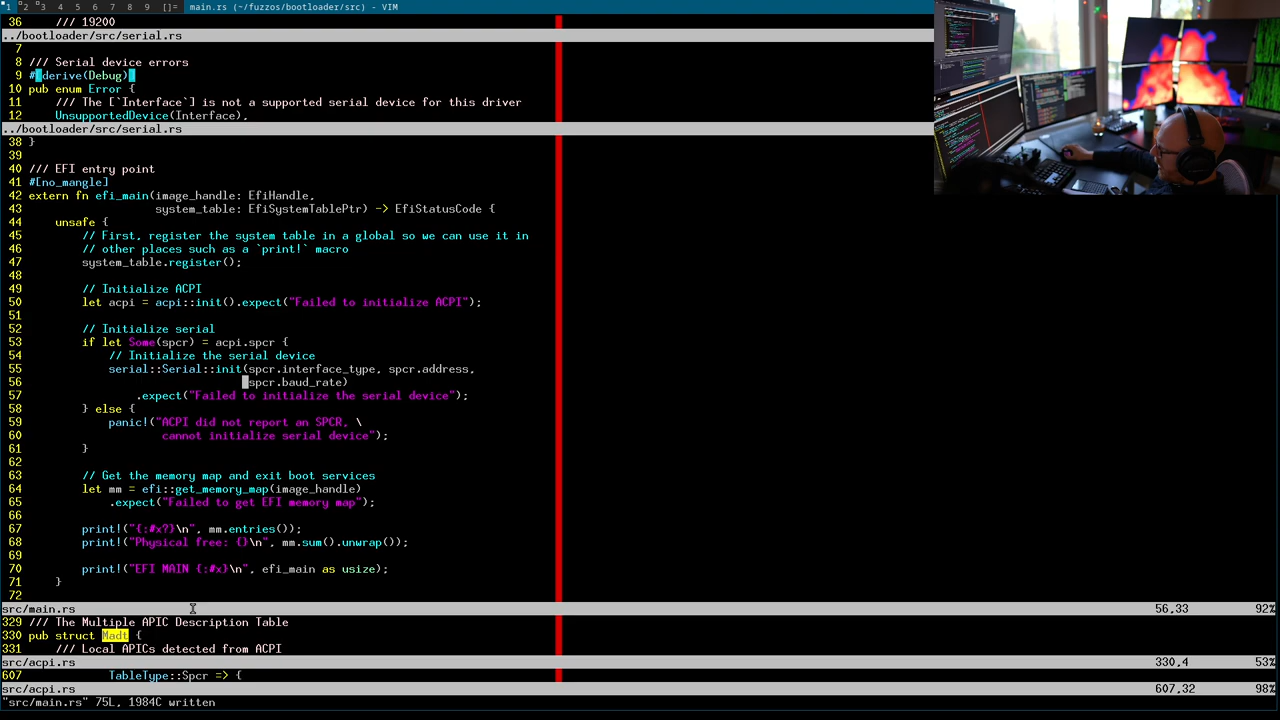 1 2 3 4 5 6 7 8 9 []= main.rs (~/fuzzos/bootloader/src) - VIM
36     /// 19200
../bootloader/src/serial.rs
7
8 /// Serial device errors
9 #[derive(Debug)]
10 pub enum Error {
11     /// The [`Interface`] is not a supported serial device for this driver
12     UnsupportedDevice(Interface),
../bootloader/src/serial.rs
38 }
39
40 /// EFI entry point
41 #[no_mangle]
42 extern fn efi_main(image_handle: EfiHandle,
43                    system_table: EfiSystemTablePtr) -> EfiStatusCode {
44     unsafe {
45         // First, register the system table in a global so we can use it in
46         // other places such as a `print!` macro
47         system_table.register();
48
49         // Initialize ACPI
50         let acpi = acpi::init().expect("Failed to initialize ACPI");
51
52         // Initialize serial
53         if let Some(spcr) = acpi.spcr {
54             // Initialize the serial device
55             serial::Serial::init(spcr.interface_type, spcr.address,
56                                  spcr.baud_rate)
57                 .expect("Failed to initialize the serial device");
58         } else {
59             panic!("ACPI did not report an SPCR, \
60                     cannot initialize serial device");
61         }
62
63         // Get the memory map and exit boot services
64         let mm = efi::get_memory_map(image_handle)
65             .expect("Failed to get EFI memory map");
66
67         print!("{:#x?}\n", mm.entries());
68         print!("Physical free: {}\n", mm.sum().unwrap());
69
70         print!("EFI MAIN {:#x}\n", efi_main as usize);
71     }
72
src/main.rs 56,33 92%
329 /// The Multiple APIC Description Table
330 pub struct Madt {
331     /// Local APICs detected from ACPI
src/acpi.rs 330,4 53%
607             TableType::Spcr => {
src/acpi.rs 607,32 98%
"src/main.rs" 75L, 1984C written